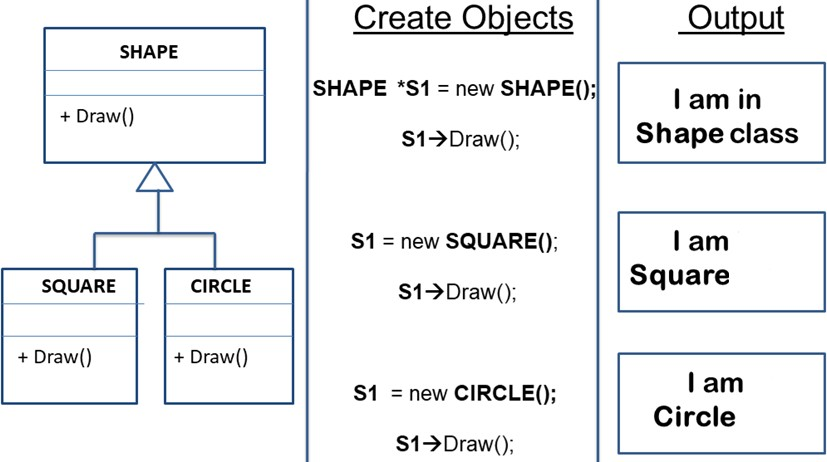 SHAPE
+ Draw()
SQUARE
+ Draw()
CIRCLE
+ Draw()
Create Objects
SHAPE *S1 = new SHAPE();
S1→Draw();
S1 = new SQUARE();
S1→Draw();
S1 = new CIRCLE();
S1→Draw();
Output
I am in
Shape class
I am
Square
I am
Circle